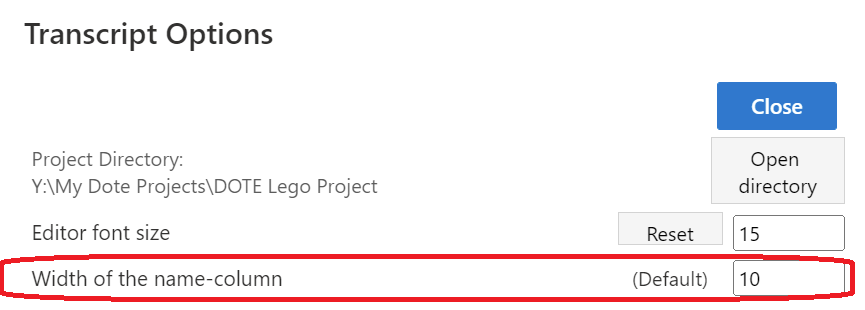 Transcript Options
Close
Project Directory:
Y:\My Dote Projects\DOTE Lego Project
Open
directory
Editor font size
Reset
15
Width of the name-column
(Default)
10